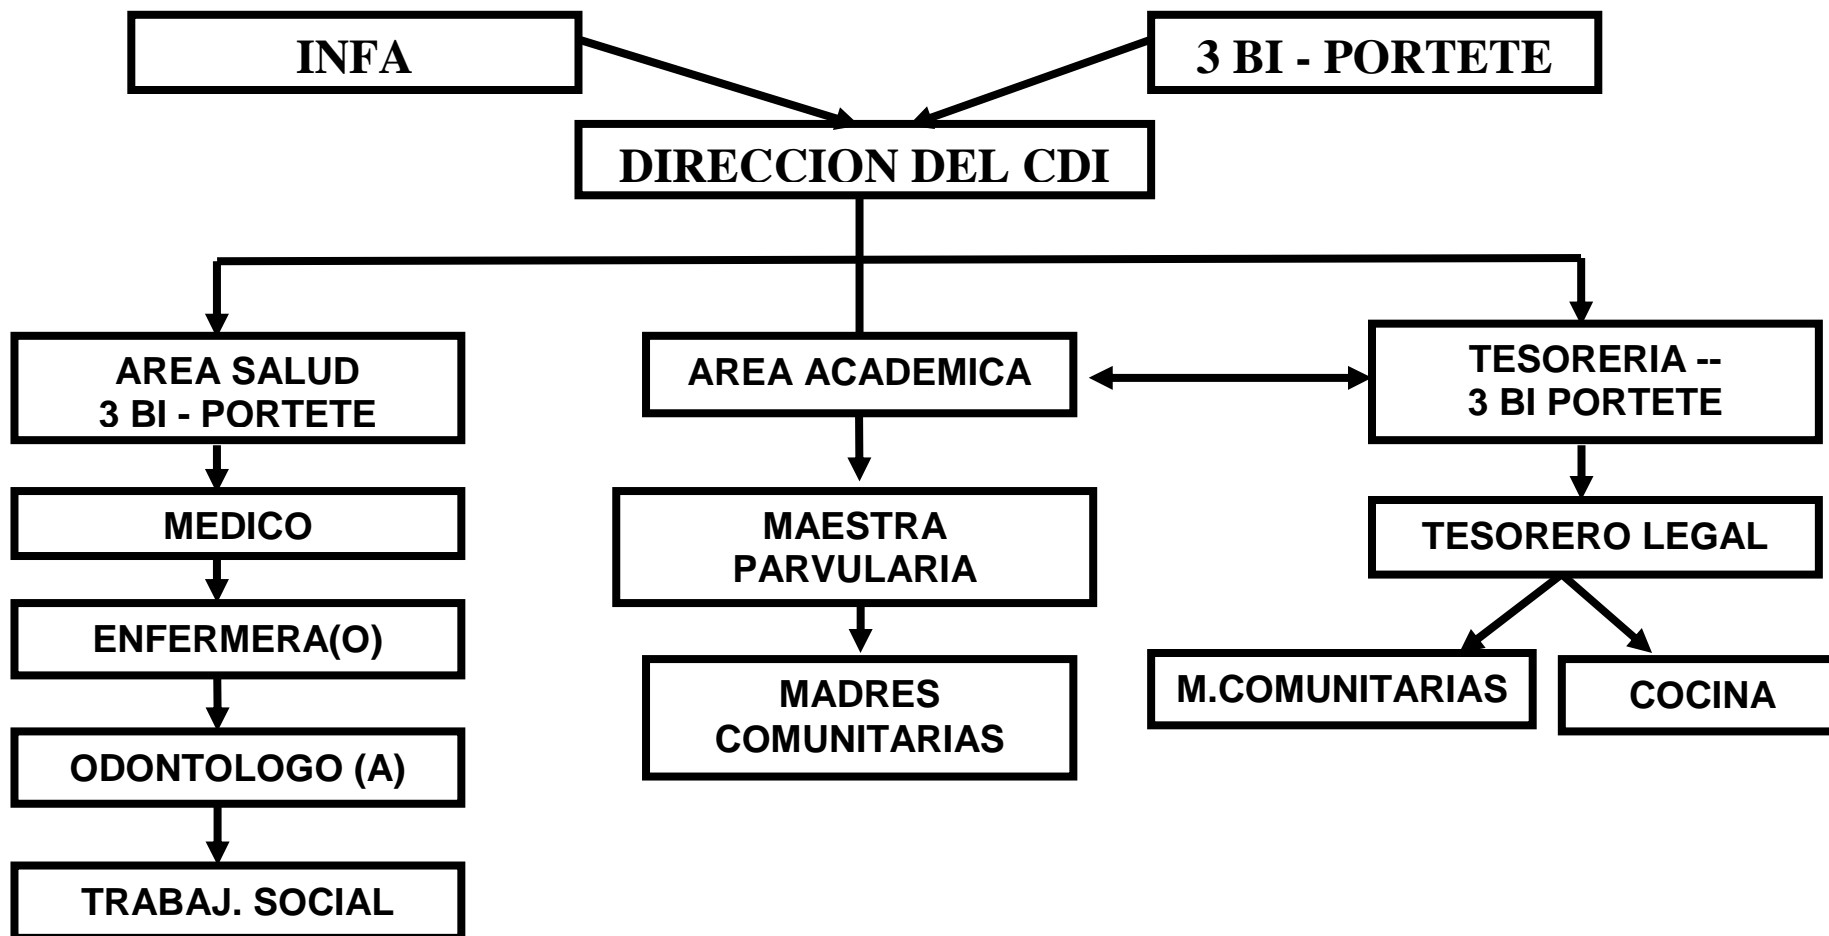 INFA
3 BI - PORTETE
DIRECCION DEL CDI
AREA SALUD
3 BI - PORTETE
AREA ACADEMICA
TESORERIA --
3 BI PORTETE
MEDICO
MAESTRA
PARVULARIA
TESORERO LEGAL
ENFERMERA(O)
MADRES
COMUNITARIAS
M.COMUNITARIAS
COCINA
ODONTOLOGO (A)
TRABAJ. SOCIAL